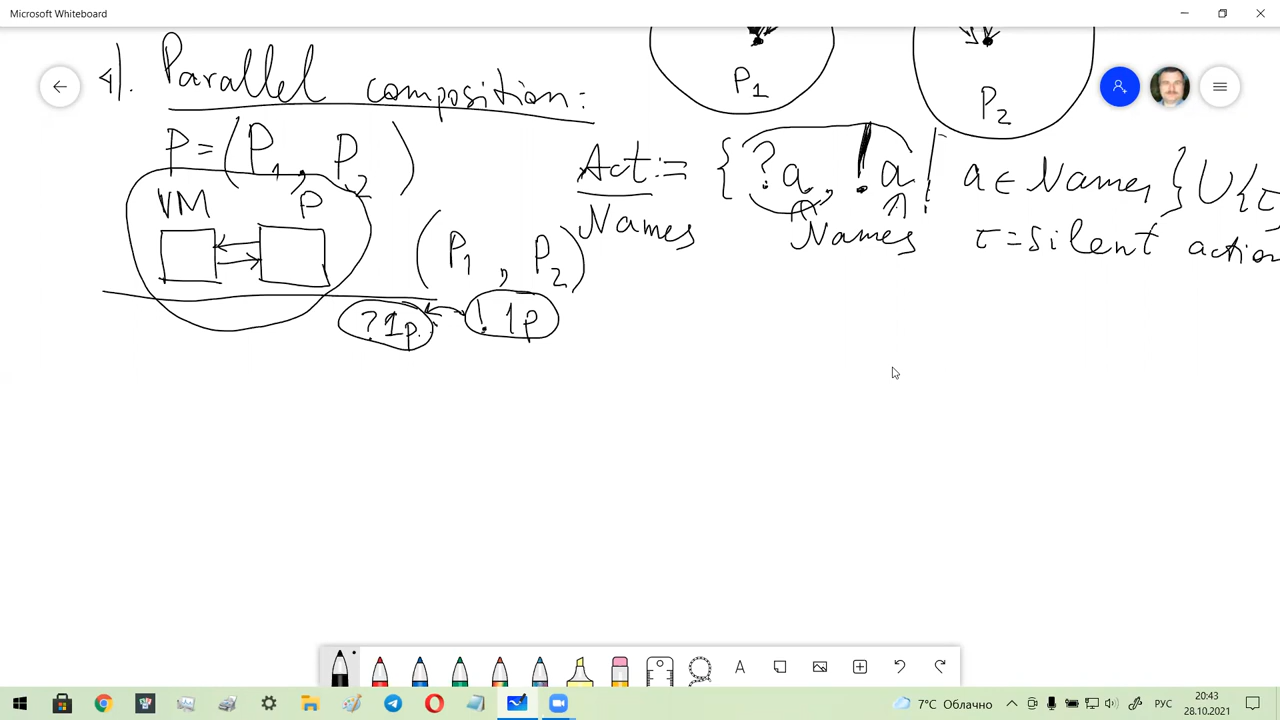 Microsoft Whiteboard
4). Parallel composition:
P₁
P₂
P = (P₁, P₂)
Act := {?a, !a | a ∈ Names} ∪ {τ
VM P
Names
Names
τ = silent action
(P₁, P₂)
?1p. !1p
A
7°C Облачно
РУС
20:43
28.10.2021